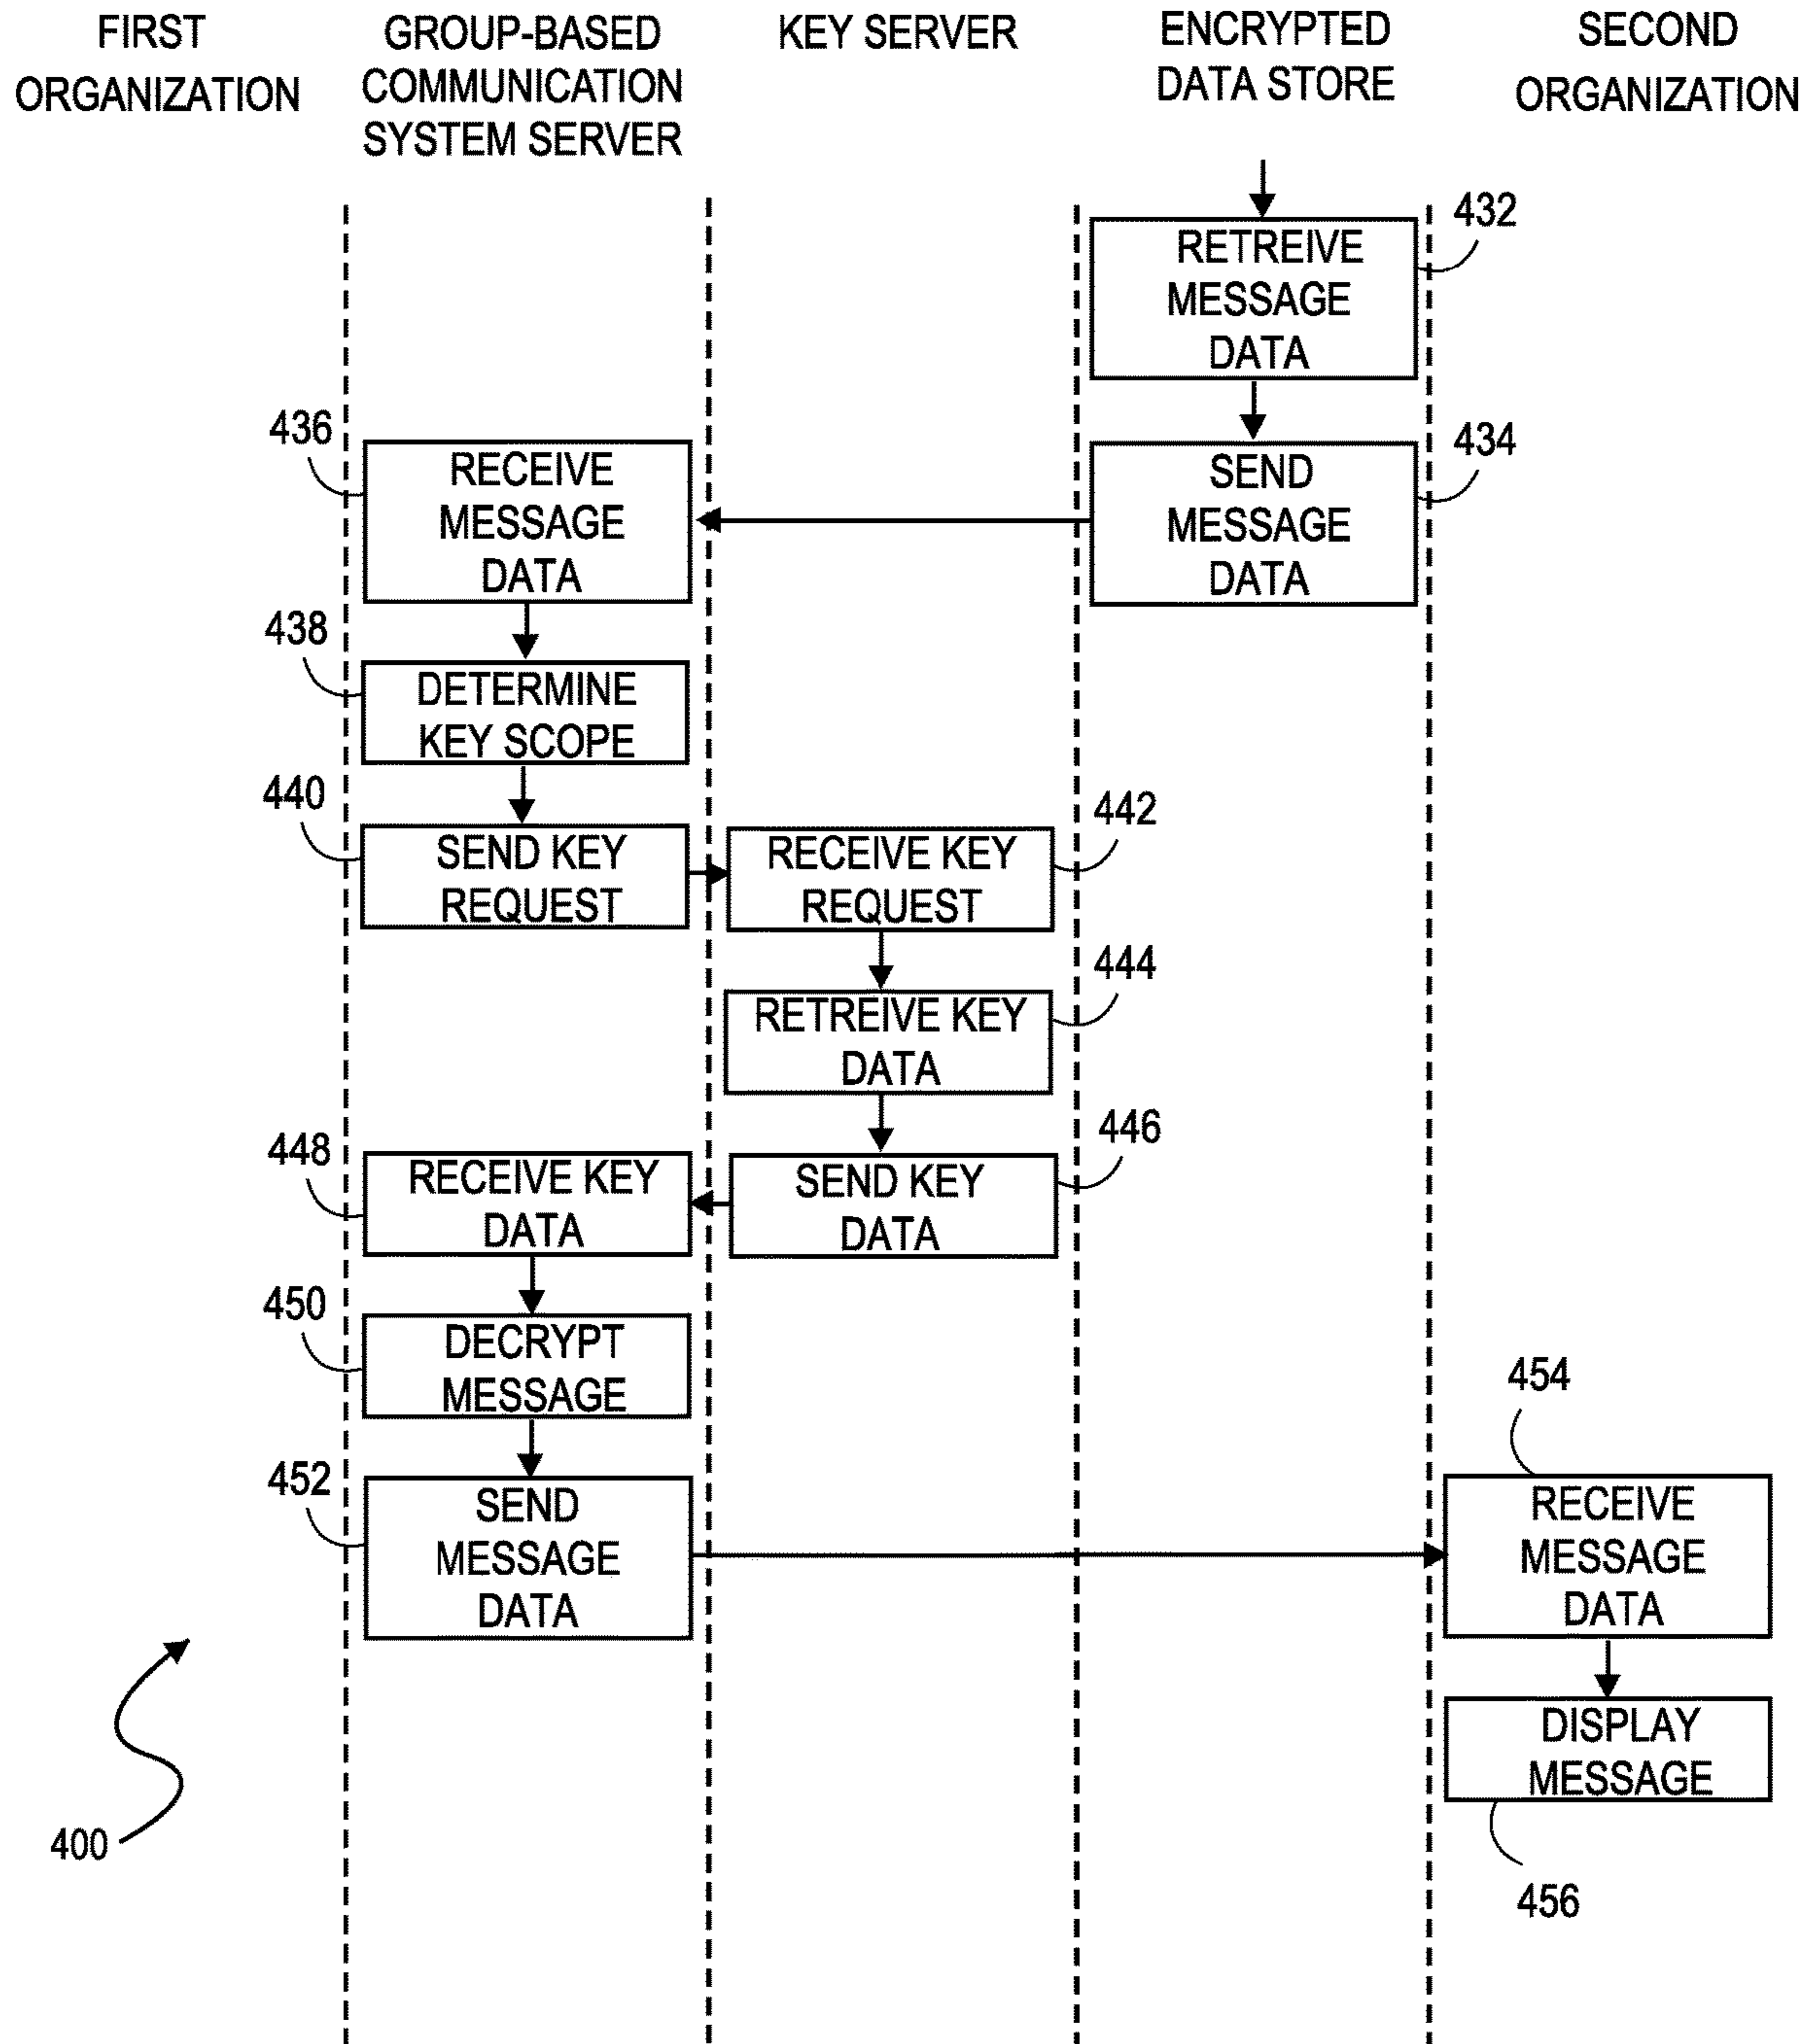 FIRST
ORGANIZATION
GROUP-BASED
COMMUNICATION
SYSTEM SERVER
KEY SERVER
ENCRYPTED
DATA STORE
SECOND
ORGANIZATION
432
RETREIVE
MESSAGE
DATA
434
SEND
MESSAGE
DATA
436
RECEIVE
MESSAGE
DATA
438
DETERMINE
KEY SCOPE
440
SEND KEY
REQUEST
442
RECEIVE KEY
REQUEST
444
RETREIVE KEY
DATA
446
SEND KEY
DATA
448
RECEIVE KEY
DATA
450
DECRYPT
MESSAGE
452
SEND
MESSAGE
DATA
454
RECEIVE
MESSAGE
DATA
DISPLAY
MESSAGE
456
400